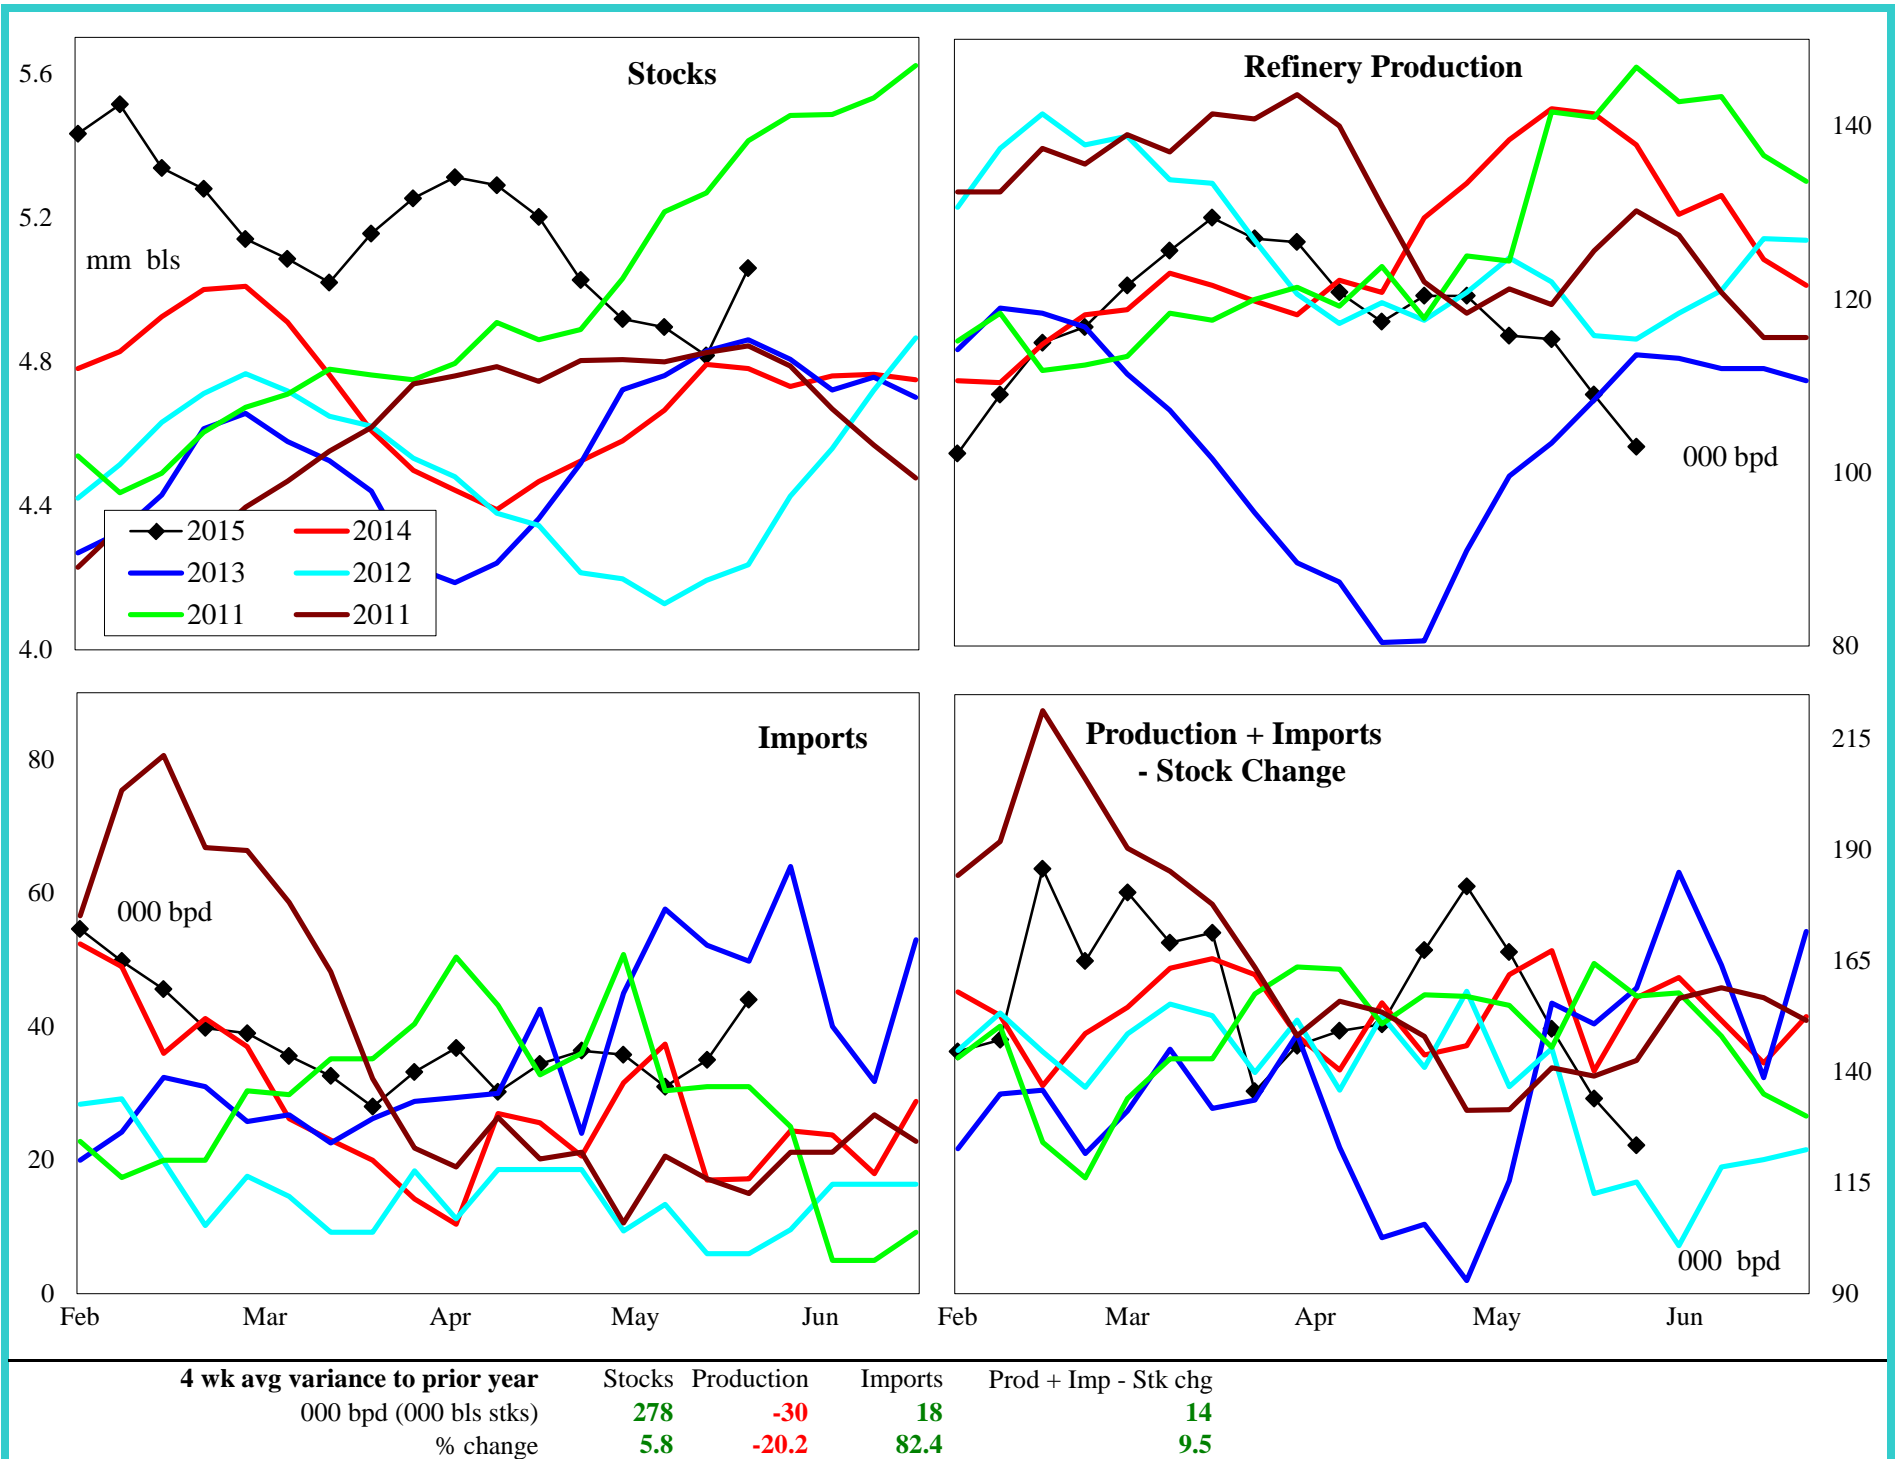 Stocks
5.6
5.2
4.8
4.4
4.0
mm bls
2015 2014
2013 2012
2011 2011
Refinery Production
140
120
100
80
000 bpd
Imports
80
60
40
20
0
000 bpd
Feb Mar Apr May Jun
Production + Imports
- Stock Change
215
190
165
140
115
90
000 bpd
Feb Mar Apr May Jun
4 wk avg variance to prior year Stocks Production Imports Prod + Imp - Stk chg
000 bpd (000 bls stks) 278 -30 18 14
% change 5.8 -20.2 82.4 9.5